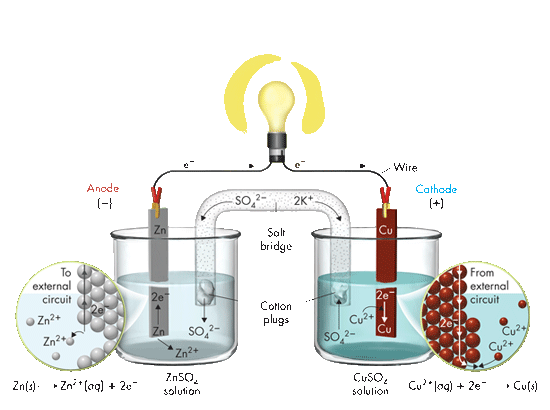 e⁻ e⁻
Wire
Anode
(−)
Cathode
(+)
SO₄²⁻ 2K⁺
Zn
Cu
Salt
bridge
To
external
circuit
2e⁻
Zn²⁺
Zn²⁺
2e⁻
Zn
Zn²⁺
SO₄²⁻
Cotton
plugs
SO₄²⁻
2e⁻
Cu²⁺
Cu
From
external
circuit
2e⁻
Cu²⁺
Cu²⁺
Zn(s) → Zn²⁺(aq) + 2e⁻
ZnSO₄
solution
CuSO₄
solution
Cu²⁺(aq) + 2e⁻ → Cu(s)